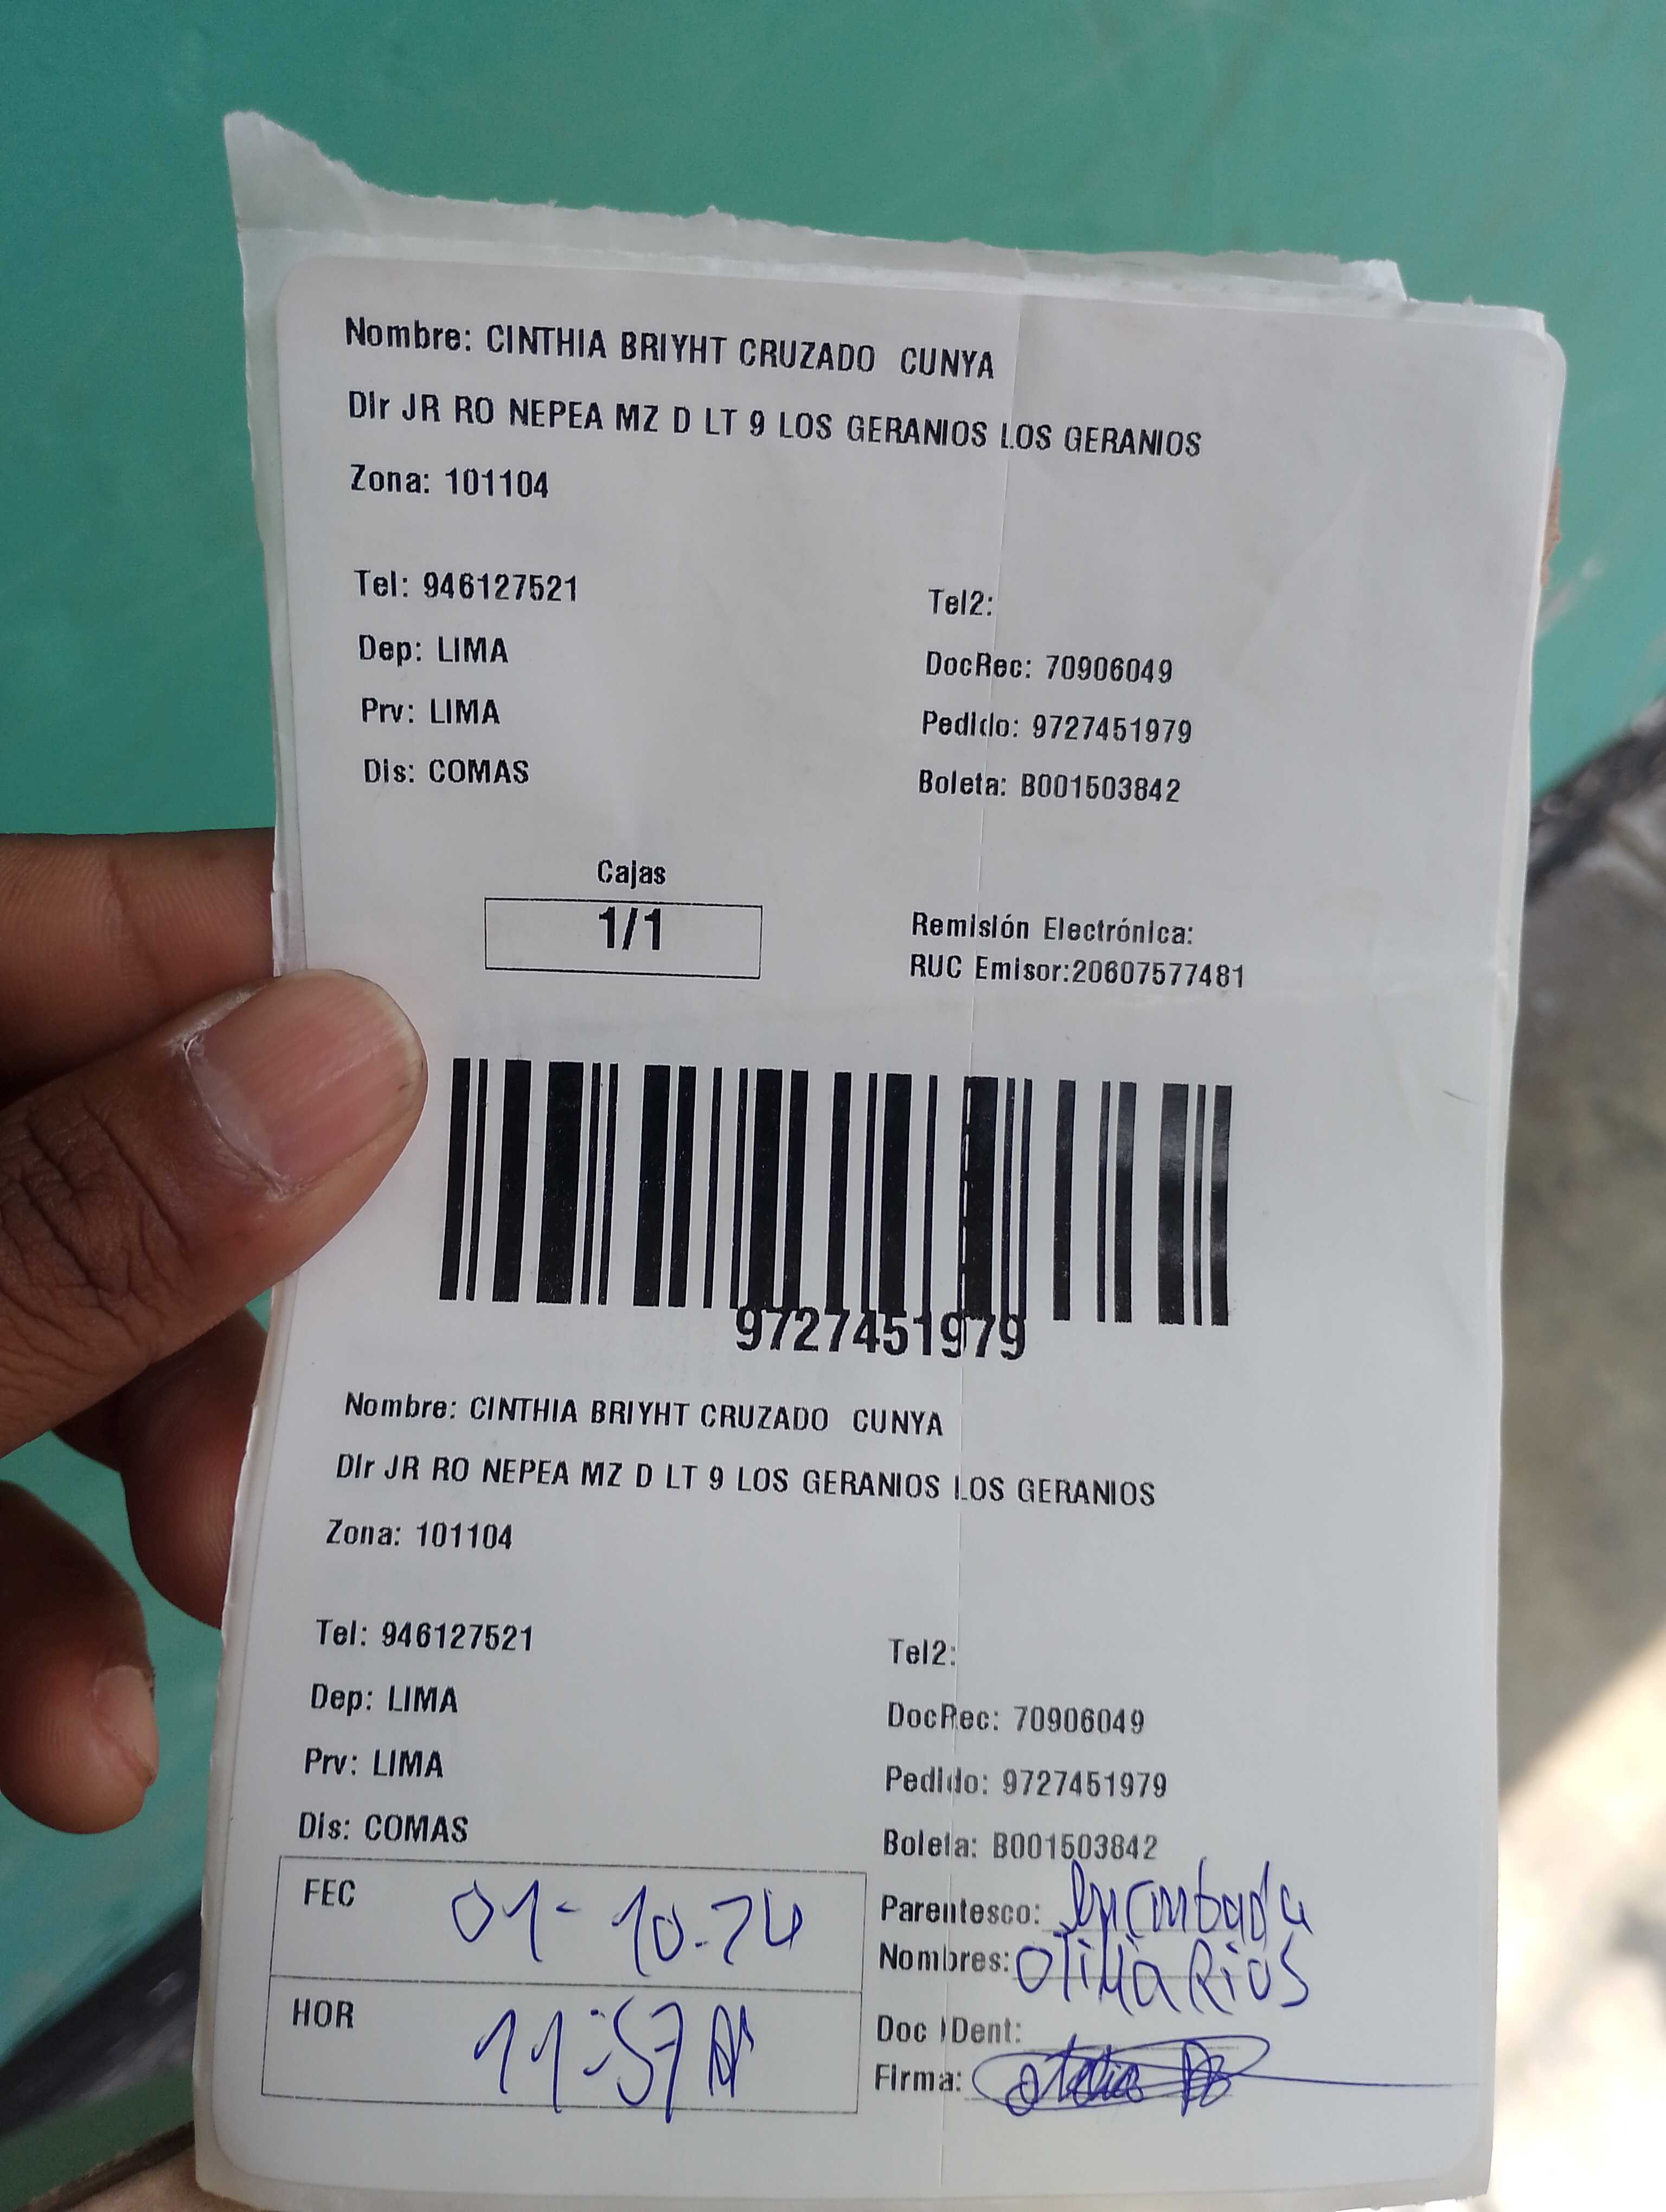 Nombre: CINTHIA BRIYHT CRUZADO CUNYA
Dir JR RO NEPEA MZ D LT 9 LOS GERANIOS LOS GERANIOS
Zona: 101104
Tel: 946127521 Tel2:
Dep: LIMA DocRec: 70906049
Prv: LIMA Pedido: 9727451979
Dis: COMAS Boleta: B001503842
Cajas
1/1
Remisión Electrónica:
RUC Emisor:20607577481
9727451979
Nombre: CINTHIA BRIYHT CRUZADO CUNYA
Dir JR RO NEPEA MZ D LT 9 LOS GERANIOS LOS GERANIOS
Zona: 101104
Tel: 946127521 Tel2:
Dep: LIMA DocRec: 70906049
Prv: LIMA Pedido: 9727451979
Dis: COMAS Boleta: B001503842
FEC 01-10.24
Parentesco:
Nombres: OTiliA RiOS
HOR 11:57 A
Doc IDent:
Firma: